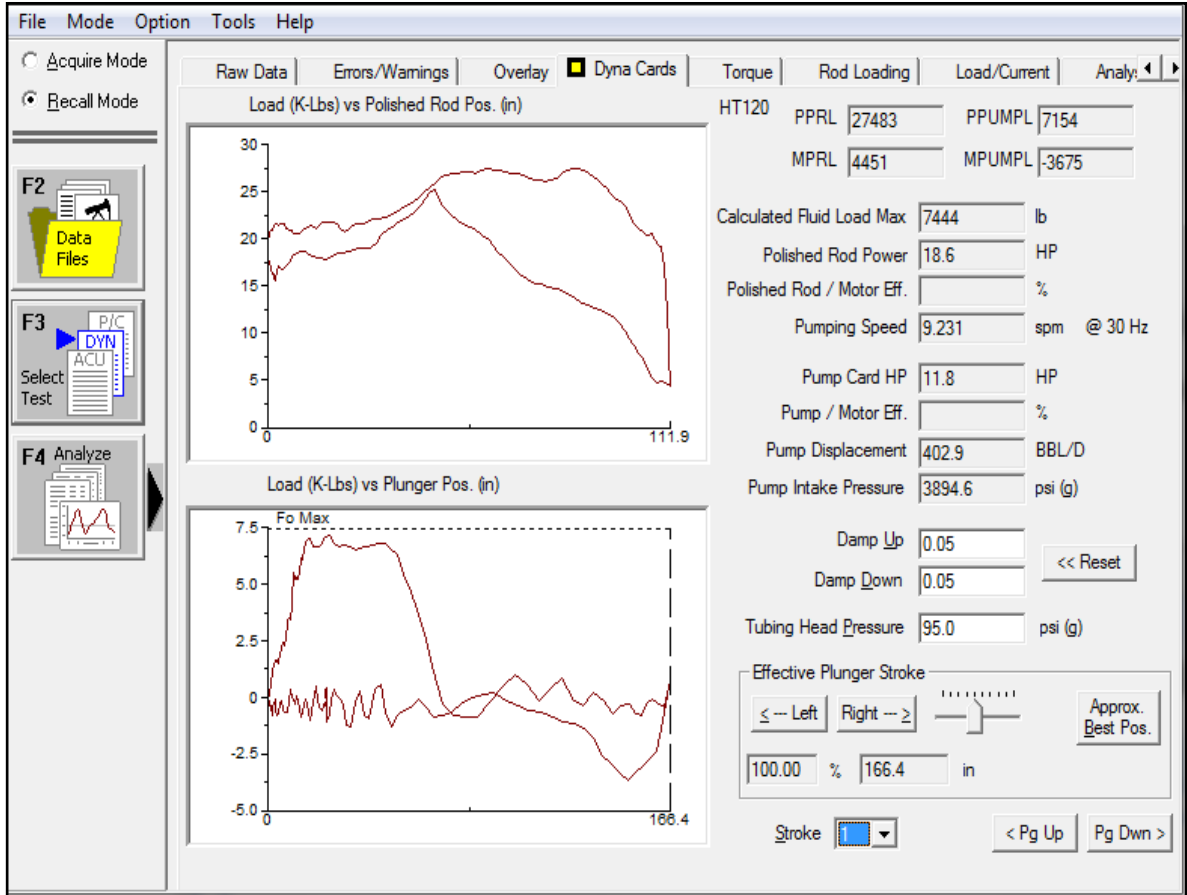 File Mode Option Tools Help
Acquire Mode
Recall Mode
F2
Data
Files
F3
P/C
DYN
ACU
Select
Test
F4 Analyze
Raw Data Errors/Warnings Overlay Dyna Cards Torque Rod Loading Load/Current Analy
Load (K-Lbs) vs Polished Rod Pos. (in)
30
25
20
15
10
5
0
0 111.9
Load (K-Lbs) vs Plunger Pos. (in)
Fo Max
7.5
5.0
2.5
0
-2.5
-5.0
0 166.4
HT120
PPRL 27483 PPUMPL 7154
MPRL 4451 MPUMPL -3675
Calculated Fluid Load Max 7444 lb
Polished Rod Power 18.6 HP
Polished Rod / Motor Eff. %
Pumping Speed 9.231 spm @ 30 Hz
Pump Card HP 11.8 HP
Pump / Motor Eff. %
Pump Displacement 402.9 BBL/D
Pump Intake Pressure 3894.6 psi (g)
Damp Up 0.05
Damp Down 0.05
<< Reset
Tubing Head Pressure 95.0 psi (g)
Effective Plunger Stroke
< --- Left Right --- >
Approx.
Best Pos.
100.00 % 166.4 in
Stroke 1
< Pg Up Pg Dwn >